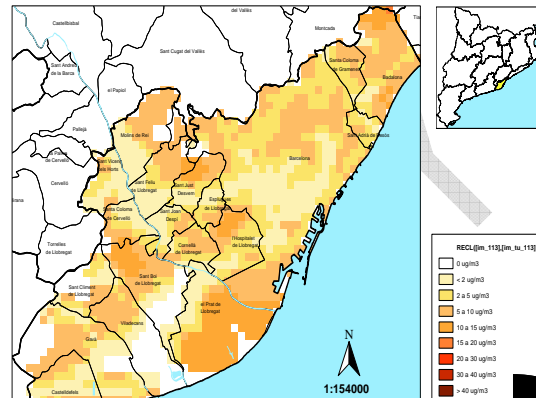 del Vallès
Castellbisbal
Montcada
Tia
Sant Cugat del Vallès
Sant Andreu
de la Barca
Santa Coloma
de Gramenet
Badalona
el Papiol
Pallejà
Molins de Rei
Sant Adrià de Besòs
la Palma
de Cervelló
Sant Vicenç
dels Horts
Barcelona
Cervelló
Sant Feliu
de Llobregat
Sant Just
Desvern
Esplugues
de Llobregat
Santa Coloma
de Cervelló
Sant Joan
Despí
l'Hospitalet
de Llobregat
Torrelles
de Llobregat
Cornellà
de Llobregat
Sant Boi
de Llobregat
Sant Climent
de Llobregat
el Prat de
Llobregat
Viladecans
Gavà
Castelldefels
N
1:154000
RECL([im_113],[im_tu_113]
0 ug/m3
< 2 ug/m3
2 a 5 ug/m3
5 a 10 ug/m3
10 a 15 ug/m3
15 a 20 ug/m3
20 a 30 ug/m3
30 a 40 ug/m3
> 40 ug/m3